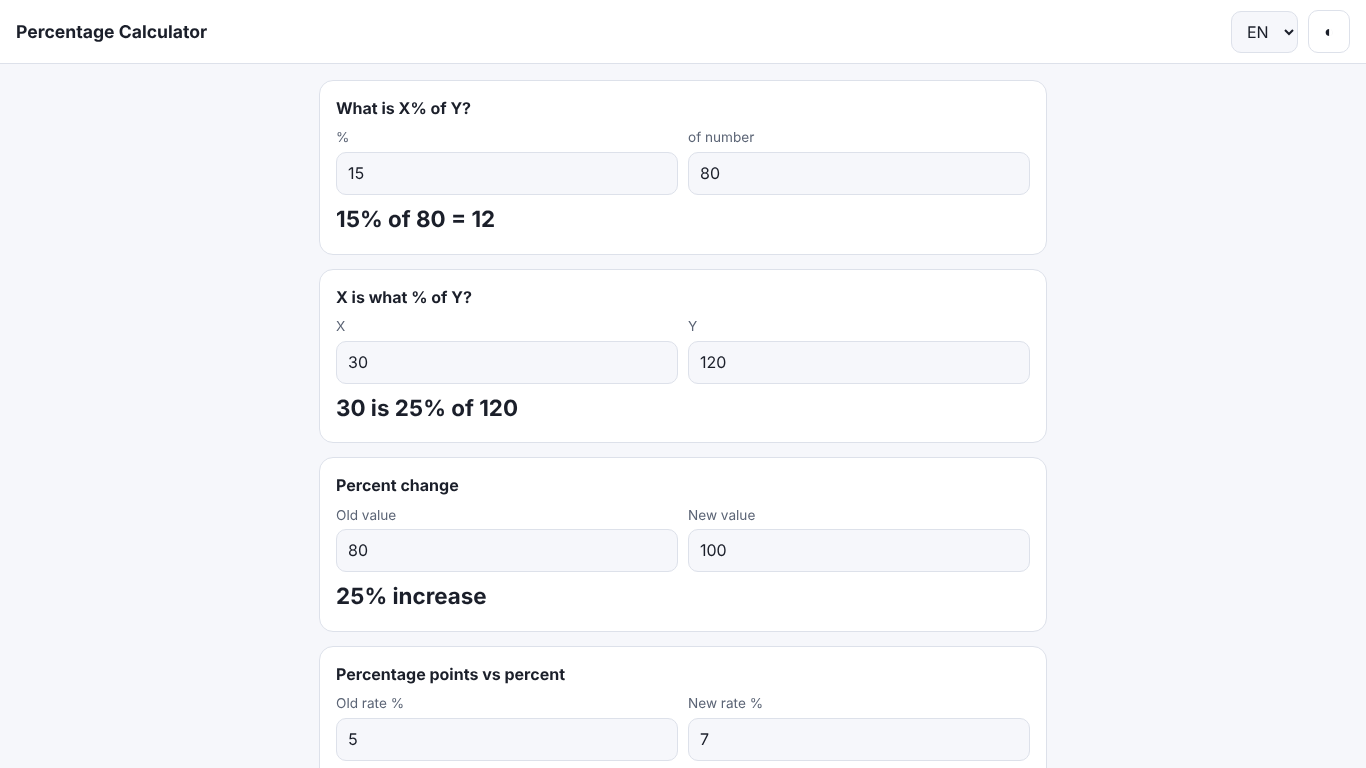 Percentage Calculator
EN
What is X% of Y?
% of number
15 80
15% of 80 = 12
X is what % of Y?
X Y
30 120
30 is 25% of 120
Percent change
Old value New value
80 100
25% increase
Percentage points vs percent
Old rate % New rate %
5 7